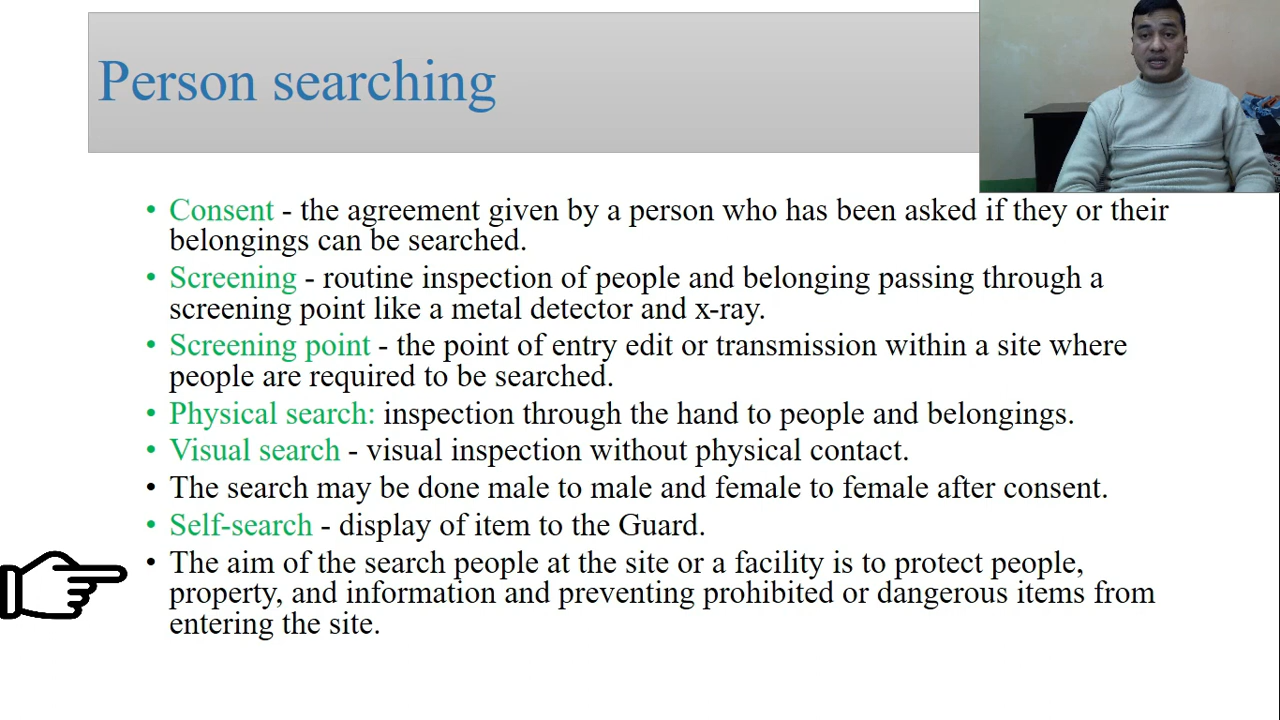 Person searching
• Consent - the agreement given by a person who has been asked if they or their
belongings can be searched.
• Screening - routine inspection of people and belonging passing through a
screening point like a metal detector and x-ray.
• Screening point - the point of entry edit or transmission within a site where
people are required to be searched.
• Physical search: inspection through the hand to people and belongings.
• Visual search - visual inspection without physical contact.
• The search may be done male to male and female to female after consent.
• Self-search - display of item to the Guard.
• The aim of the search people at the site or a facility is to protect people,
property, and information and preventing prohibited or dangerous items from
entering the site.